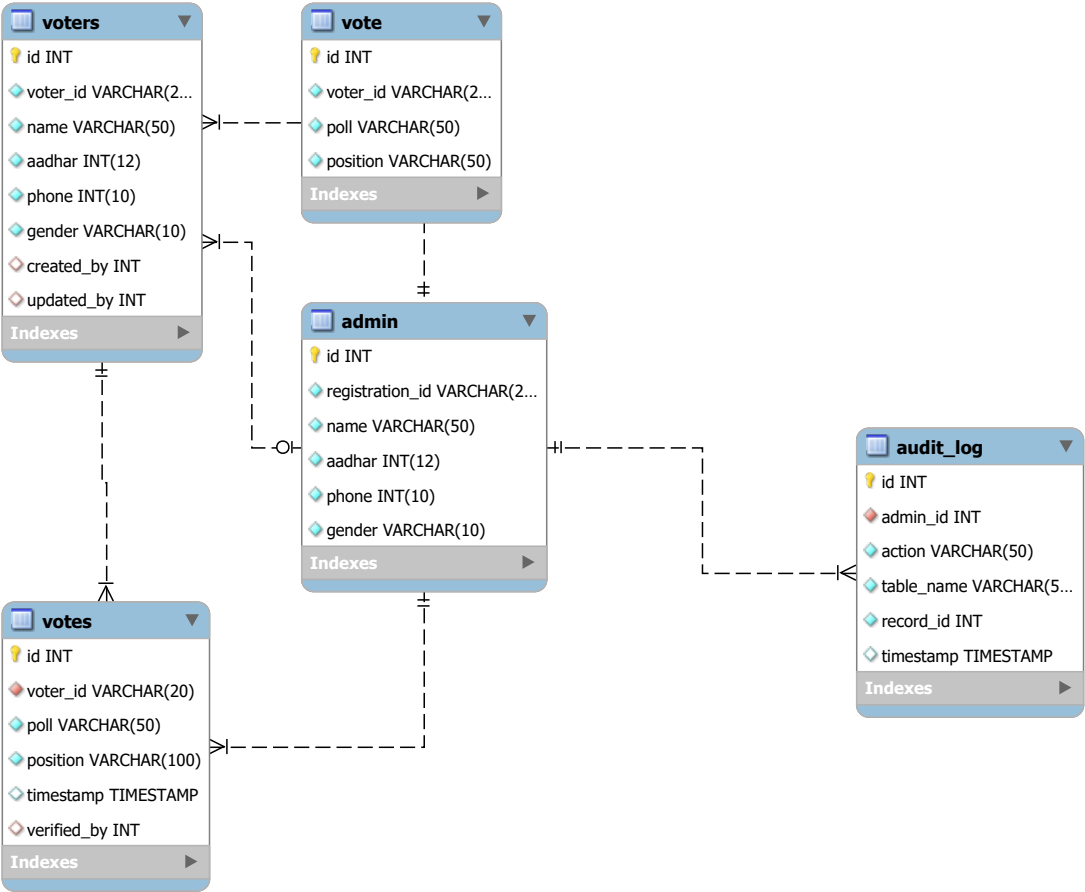 voters
id INT
voter_id VARCHAR(2...
name VARCHAR(50)
aadhar INT(12)
phone INT(10)
gender VARCHAR(10)
created_by INT
updated_by INT
Indexes
vote
id INT
voter_id VARCHAR(2...
poll VARCHAR(50)
position VARCHAR(50)
Indexes
admin
id INT
registration_id VARCHAR(2...
name VARCHAR(50)
aadhar INT(12)
phone INT(10)
gender VARCHAR(10)
Indexes
audit_log
id INT
admin_id INT
action VARCHAR(50)
table_name VARCHAR(5...
record_id INT
timestamp TIMESTAMP
Indexes
votes
id INT
voter_id VARCHAR(20)
poll VARCHAR(50)
position VARCHAR(100)
timestamp TIMESTAMP
verified_by INT
Indexes